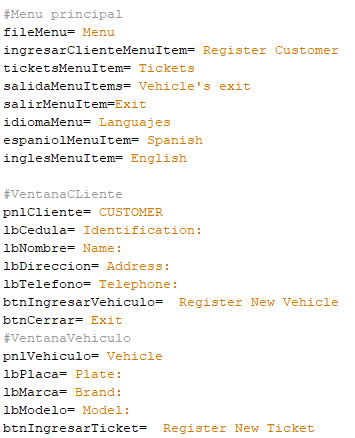 #Menu principal
fileMenu= Menu
ingresarClienteMenuItem= Register Customer
ticketsMenuItem= Tickets
salidaMenuItems= Vehicle's exit
salirMenuItem=Exit
idiomaMenu= Languajes
espaniolMenuItem= Spanish
inglesMenuItem= English
#VentanaCLiente
pnlCliente= CUSTOMER
lbCedula= Identification:
lbNombre= Name:
lbDireccion= Address:
lbTelefono= Telephone:
btnIngresarVehiculo=  Register New Vehicle
btnCerrar= Exit
#VentanaVehiculo
pnlVehiculo= Vehicle
lbPlaca= Plate:
lbMarca= Brand:
lbModelo= Model:
btnIngresarTicket=  Register New Ticket